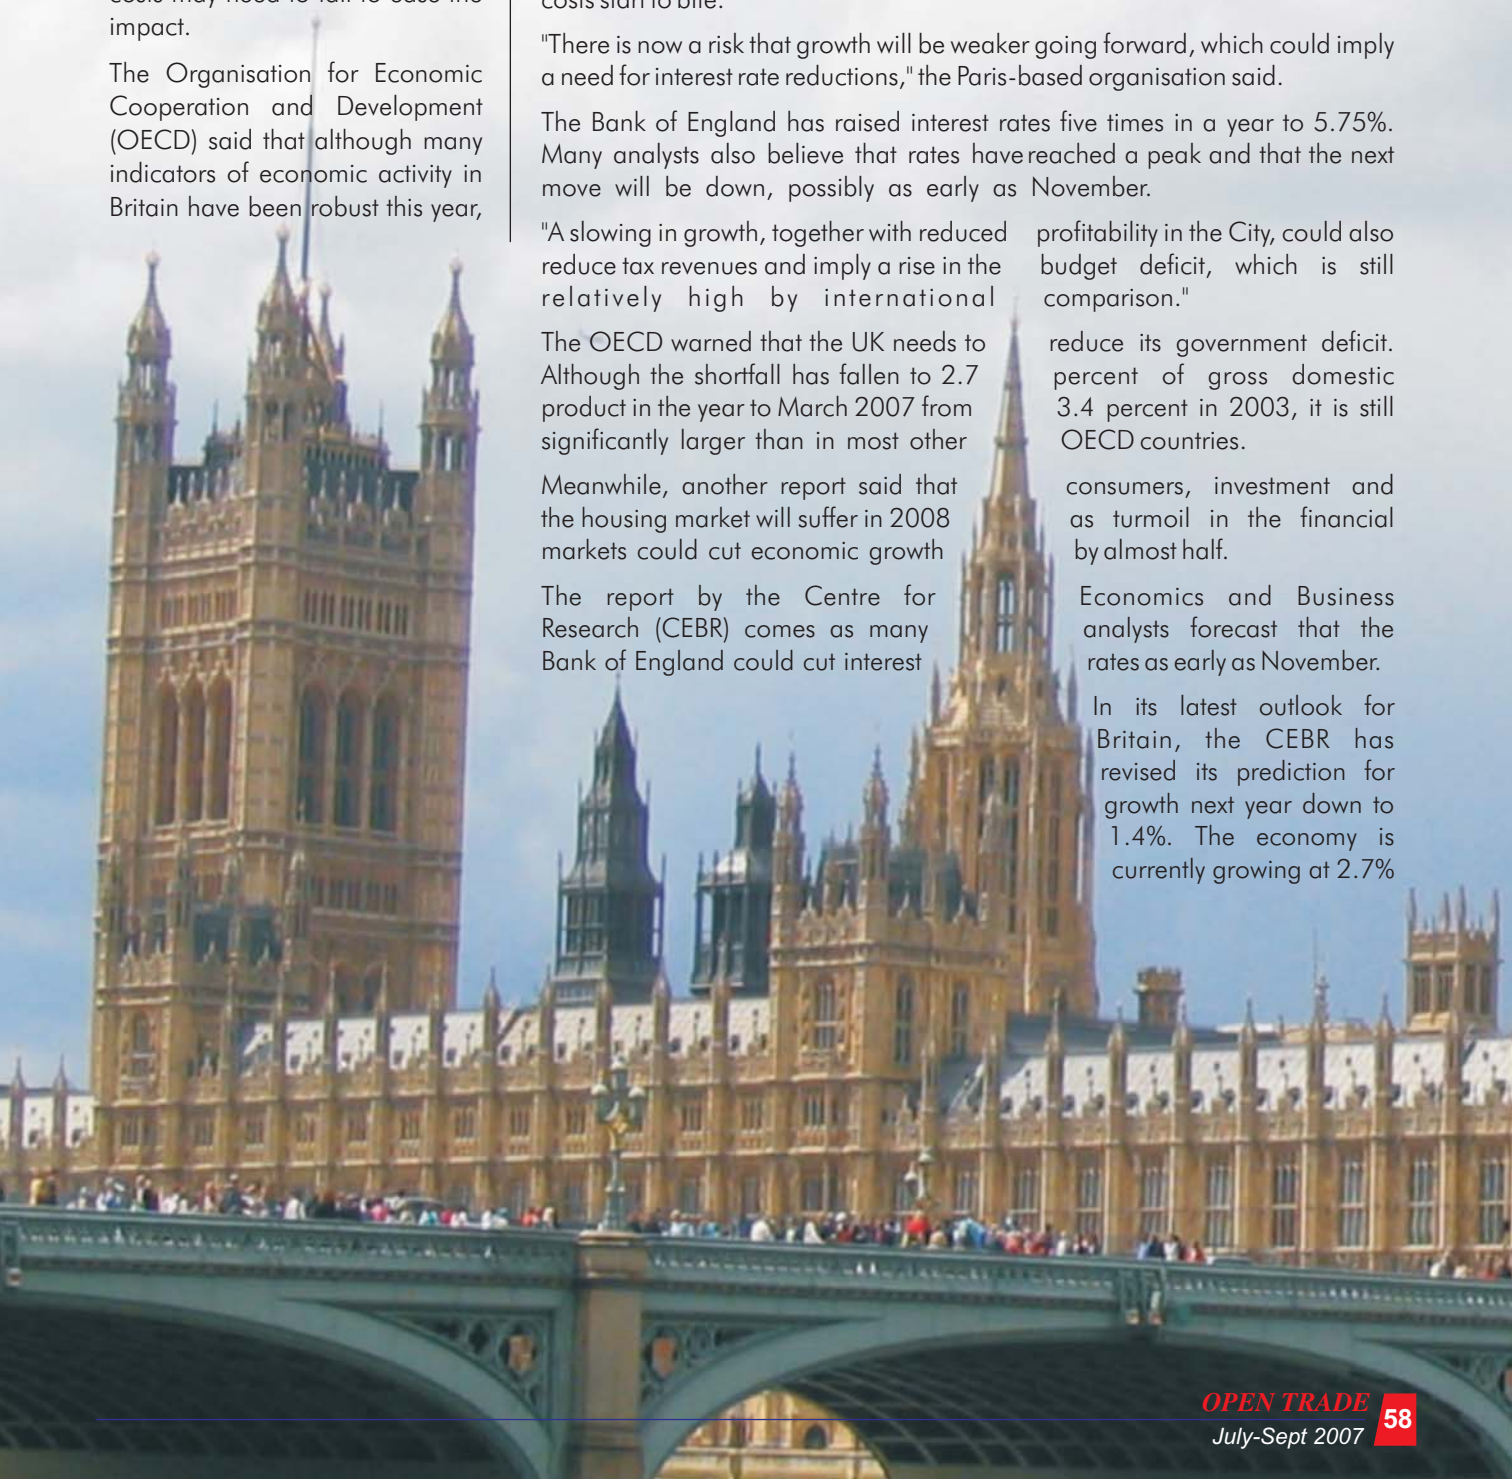 impact.
The Organisation for Economic
Cooperation and Development
(OECD) said that although many
indicators of economic activity in
Britain have been robust this year,
costs start to bite.
"There is now a risk that growth will be weaker going forward, which could imply
a need for interest rate reductions," the Paris-based organisation said.
The Bank of England has raised interest rates five times in a year to 5.75%.
Many analysts also believe that rates have reached a peak and that the next
move will be down, possibly as early as November.
"A slowing in growth, together with reduced profitability in the City, could also
reduce tax revenues and imply a rise in the budget deficit, which is still
relatively high by international comparison."
The OECD warned that the UK needs to reduce its government deficit.
Although the shortfall has fallen to 2.7 percent of gross domestic
product in the year to March 2007 from 3.4 percent in 2003, it is still
significantly larger than in most other OECD countries.
Meanwhile, another report said that consumers, investment and
the housing market will suffer in 2008 as turmoil in the financial
markets could cut economic growth by almost half.
The report by the Centre for Economics and Business
Research (CEBR) comes as many analysts forecast that the
Bank of England could cut interest rates as early as November.
In its latest outlook for
Britain, the CEBR has
revised its prediction for
growth next year down to
1.4%. The economy is
currently growing at 2.7%
OPEN TRADE
58
July-Sept 2007